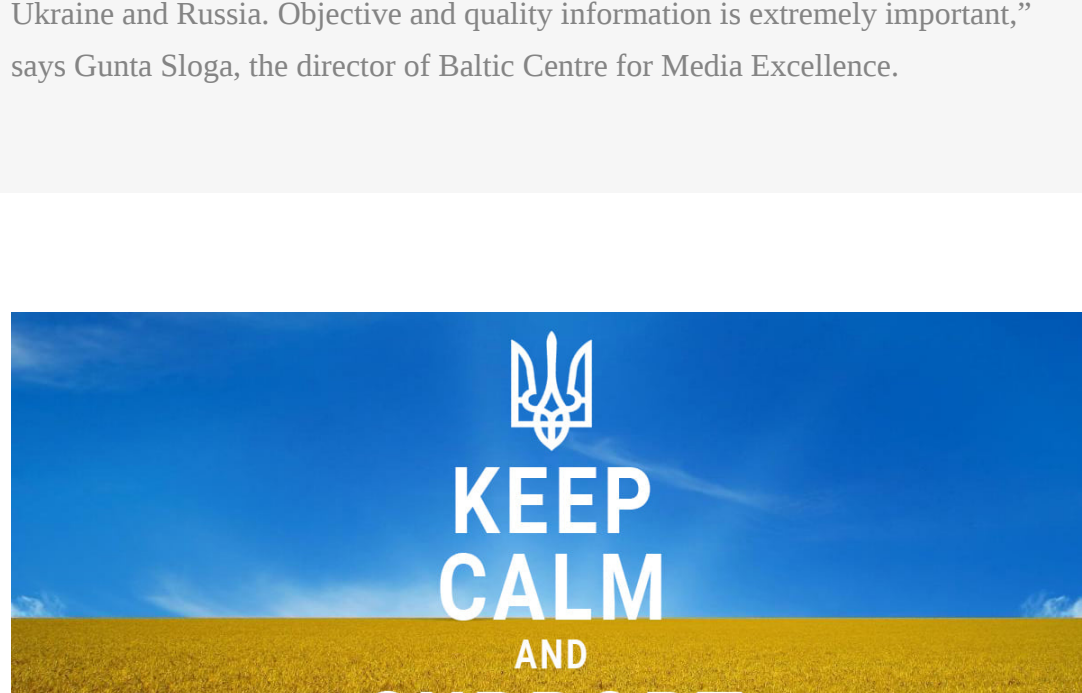 Ukraine and Russia. Objective and quality information is extremely important,”
says Gunta Sloga, the director of Baltic Centre for Media Excellence.
KEEP
CALM
AND